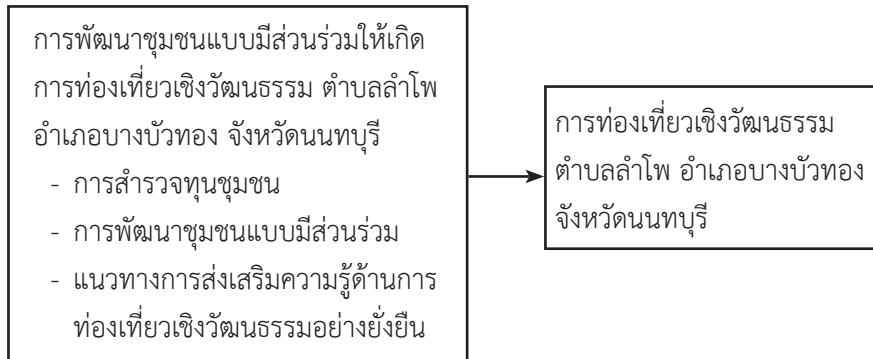 การพัฒนาชุมชนแบบมีส่วนร่วมให้เกิด
การท่องเที่ยวเชิงวัฒนธรรม ตำบลลำโพ
อำเภอบางบัวทอง จังหวัดนนทบุรี
- การสำรวจทุนชุมชน
- การพัฒนาชุมชนแบบมีส่วนร่วม
- แนวทางการส่งเสริมความรู้ด้านการ
ท่องเที่ยวเชิงวัฒนธรรมอย่างยั่งยืน
การท่องเที่ยวเชิงวัฒนธรรม
ตำบลลำโพ อำเภอบางบัวทอง
จังหวัดนนทบุรี